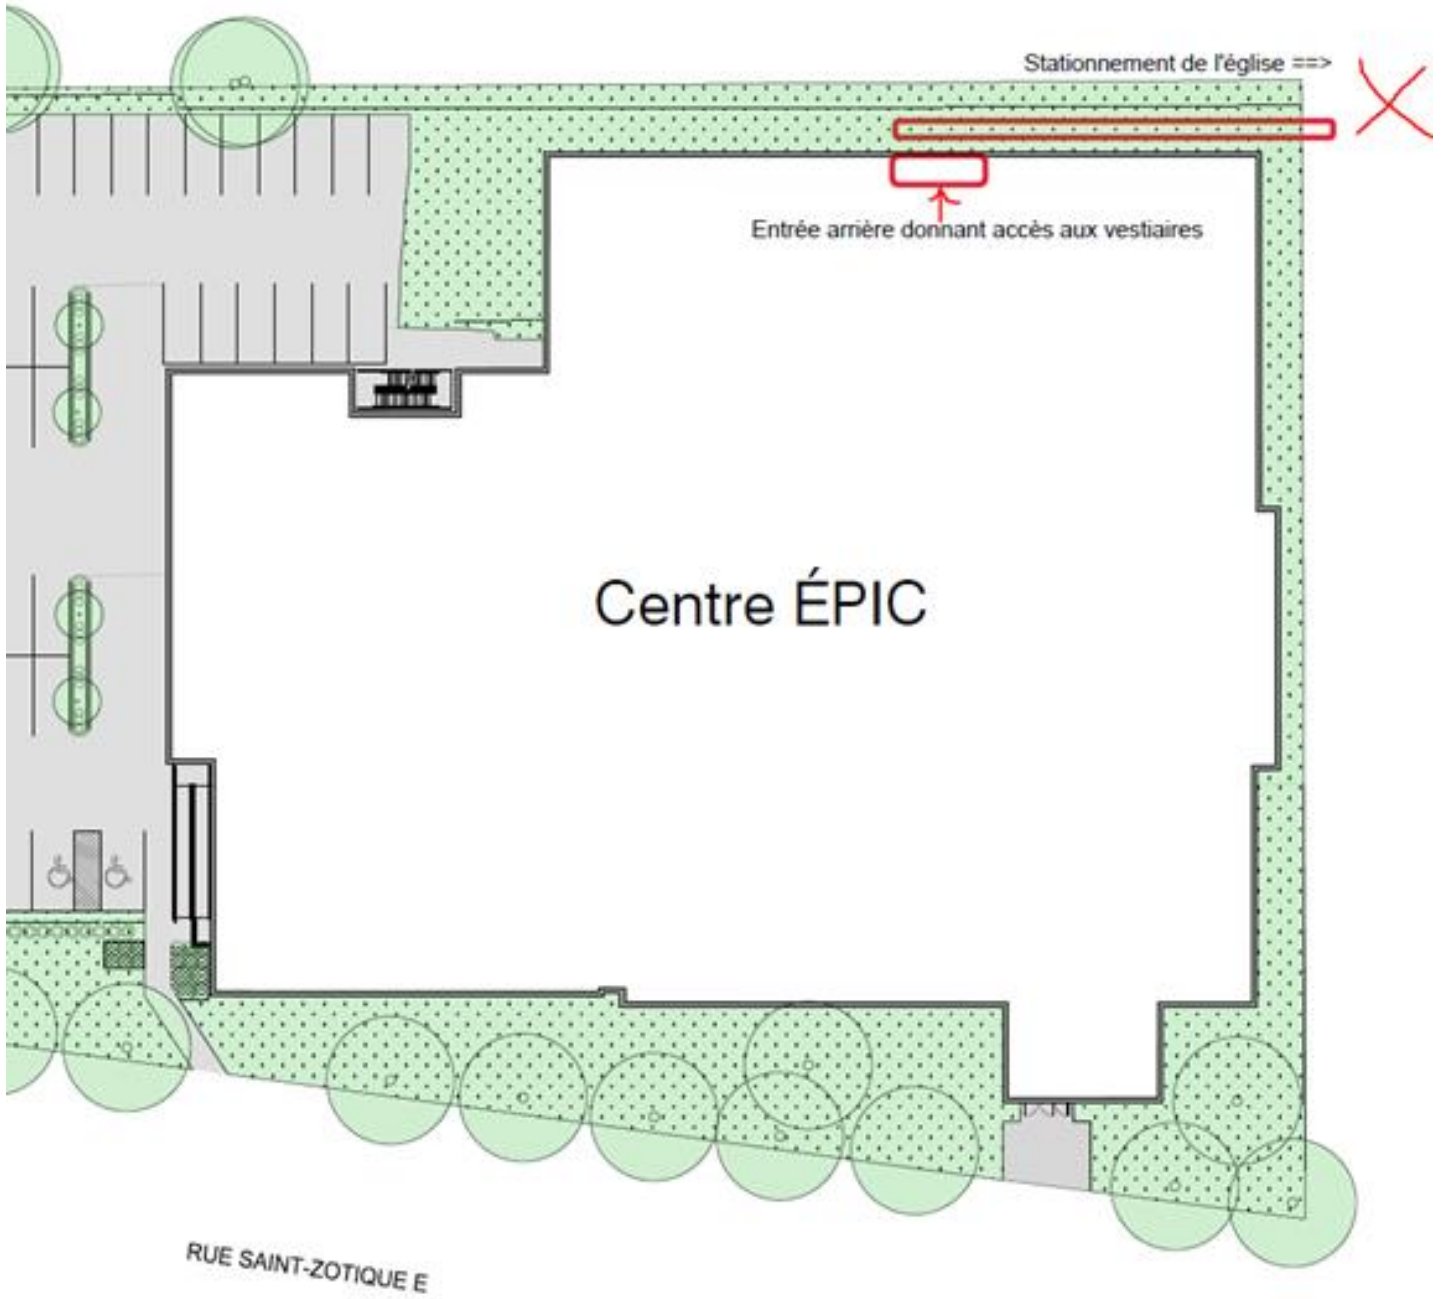 Stationnement de l'église ==>
Entrée arrière donnant accès aux vestiaires
Centre ÉPIC
RUE SAINT-ZOTIQUE E